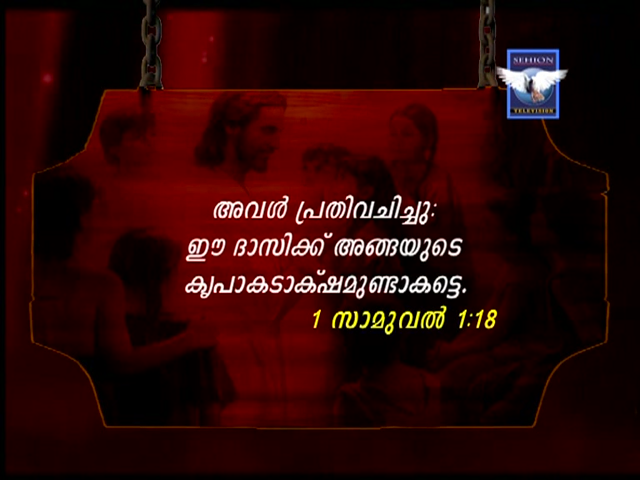 SEHION
TELEVISION
അവൾ പ്രതിവചിച്ചു:
ഈ ദാസിക്ക് അങ്ങയുടെ
കൃപാകടാക്ഷമുണ്ടാകട്ടെ.
1 സാമുവൽ 1:18